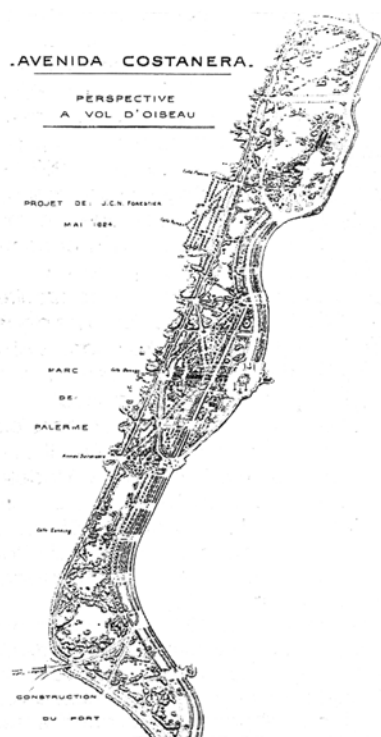 .AVENIDA COSTANERA.
PERSPECTIVE
A VOL D'OISEAU
PROJET DE: J.C.N. Forestier
MAI 1924.
PARC
DE
PALERME
CONSTRUCTION
DU PORT